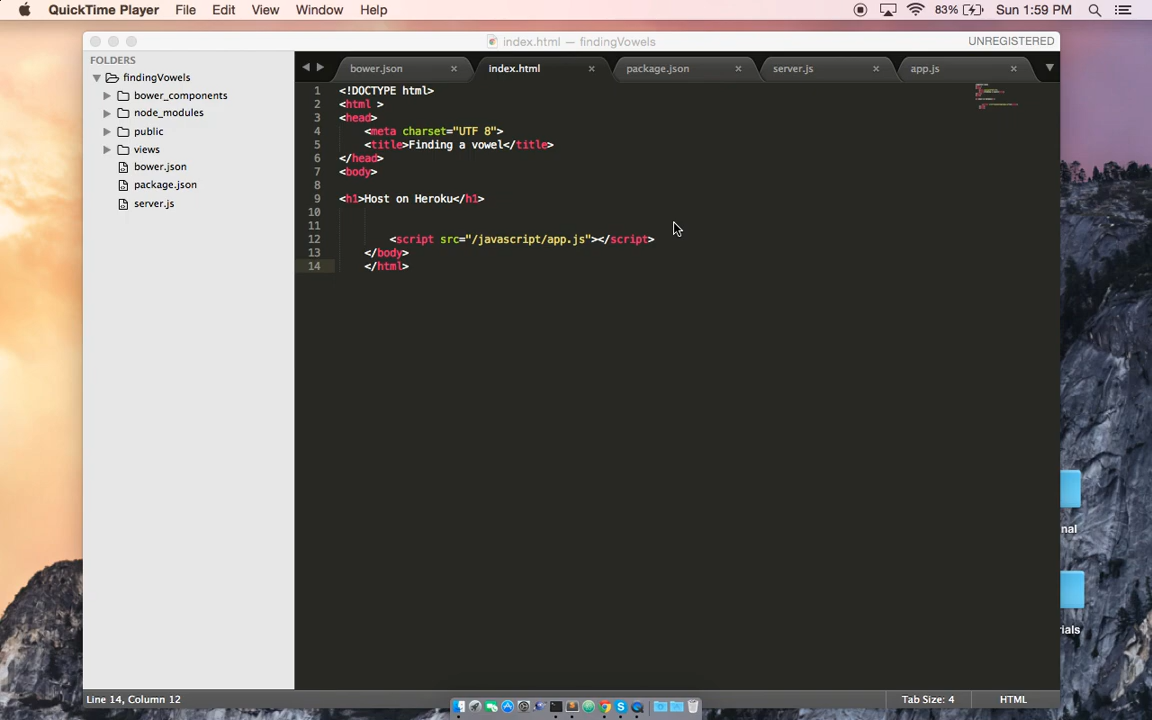 QuickTime Player File Edit View Window Help 83% Sun 1:59 PM
index.html — findingVowels UNREGISTERED
FOLDERS
findingVowels
bower_components
node_modules
public
views
bower.json
package.json
server.js
bower.json index.html package.json server.js app.js
1 <!DOCTYPE html>
2 <html >
3 <head>
4 <meta charset="UTF 8">
5 <title>Finding a vowel</title>
6 </head>
7 <body>
8
9 <h1>Host on Heroku</h1>
10
11
12 <script src="/javascript/app.js"></script>
13 </body>
14 </html>
nal
ials
Line 14, Column 12 Tab Size: 4 HTML